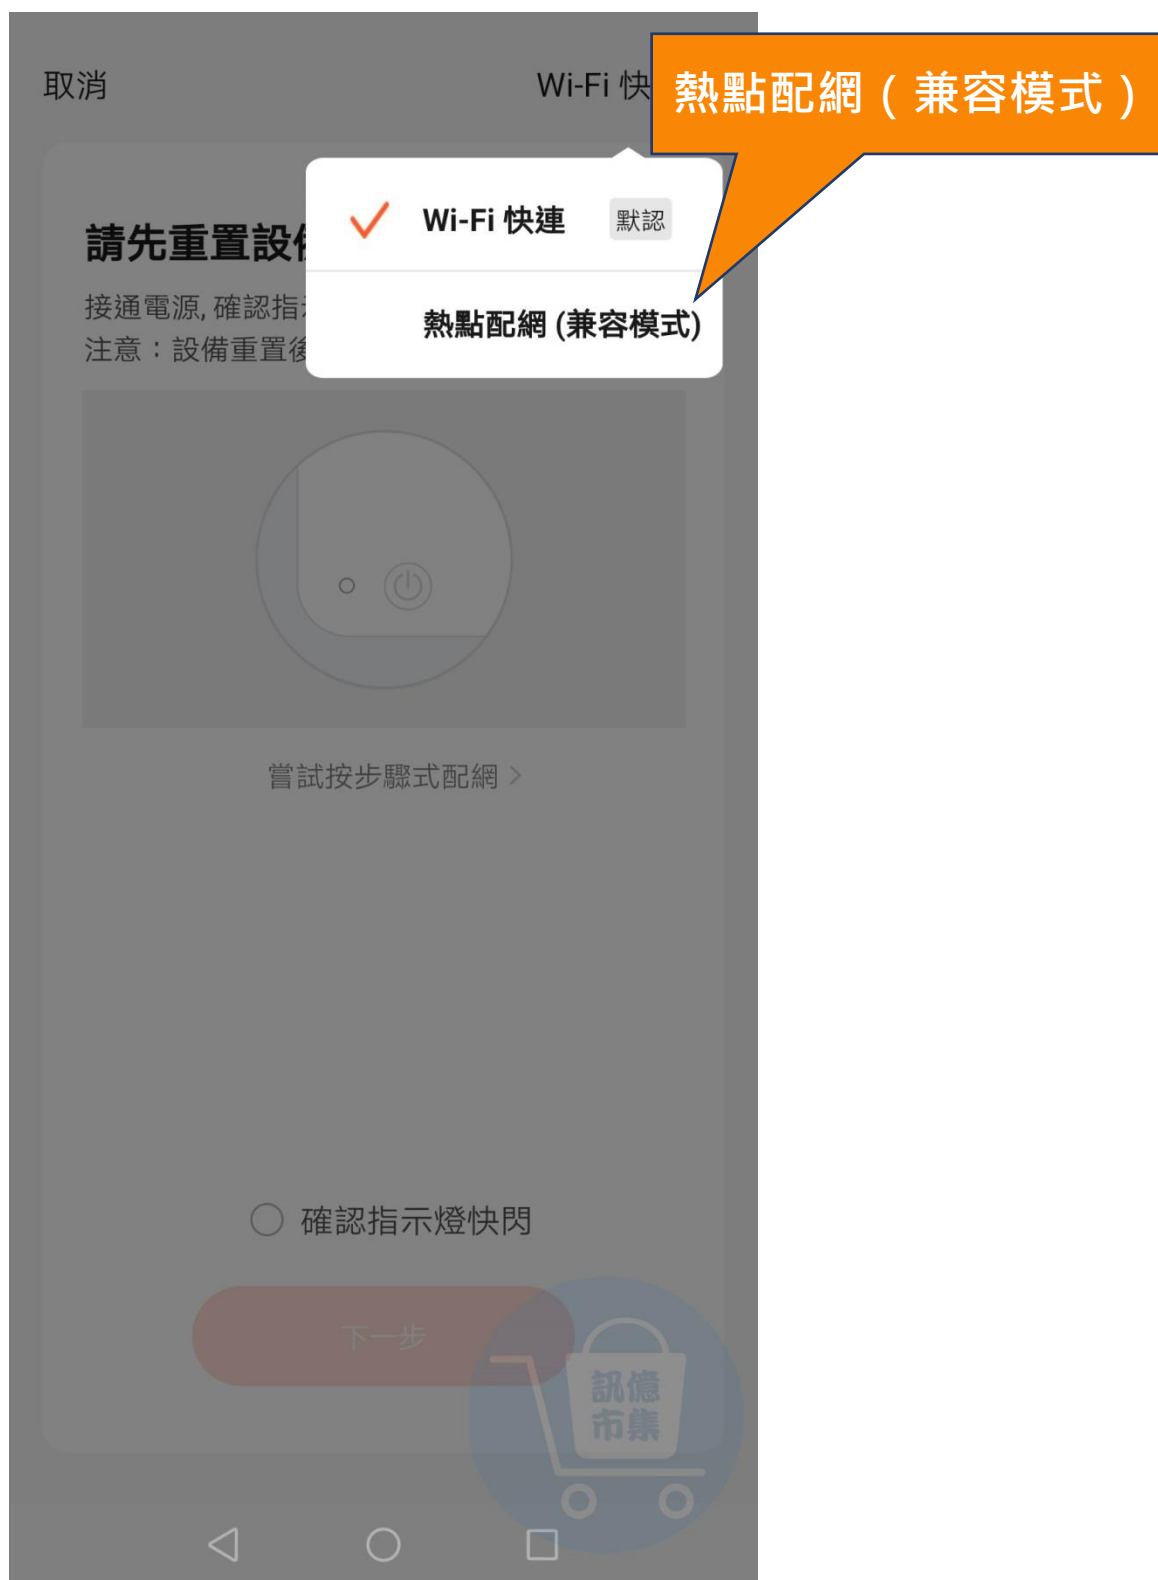 取消
Wi-Fi 快
熱點配網（兼容模式）
Wi-Fi 快連
默認
熱點配網 (兼容模式)
請先重置設
接通電源, 確認指
注意：設備重置後
嘗試按步驟式配網 >
確認指示燈快閃
下一步
訊億
市集